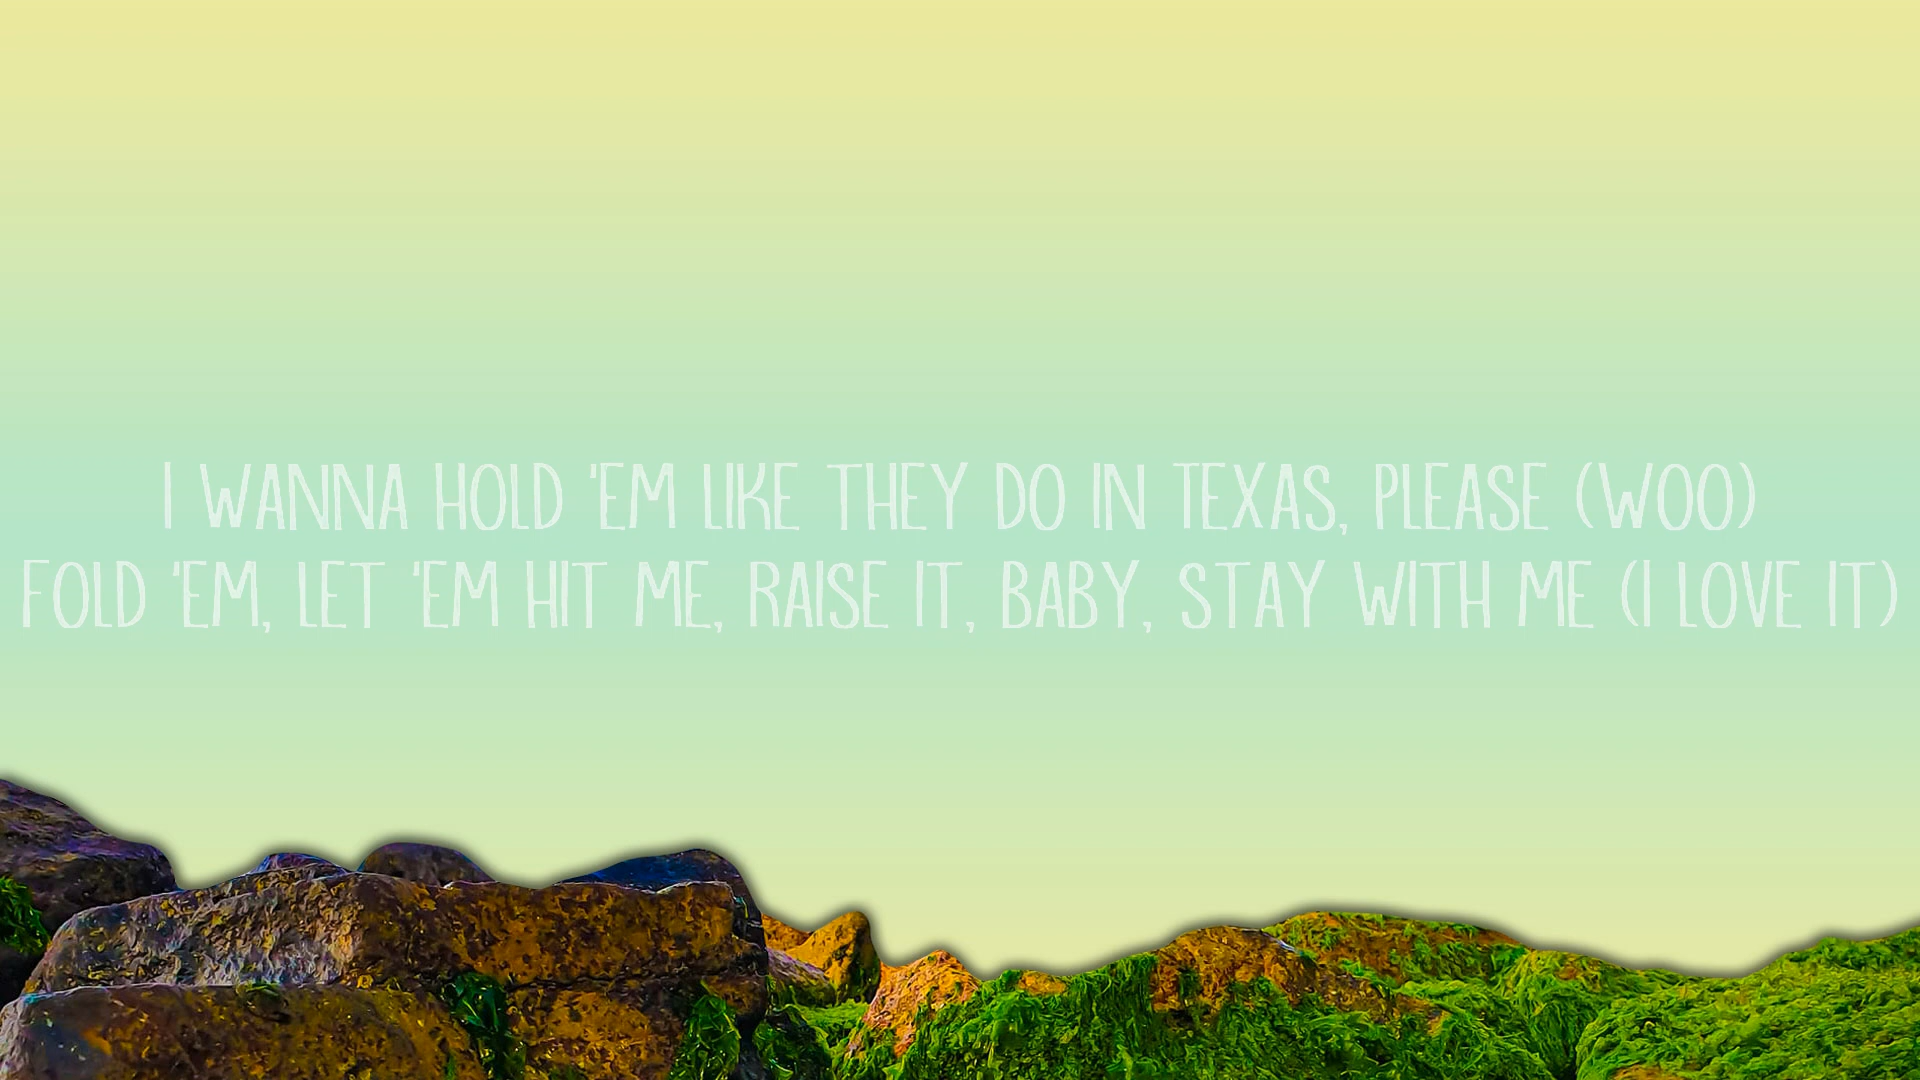 I WANNA HOLD 'EM LIKE THEY DO IN TEXAS, PLEASE (WOO)
FOLD 'EM, LET 'EM HIT ME, RAISE IT, BABY, STAY WITH ME (I LOVE IT)